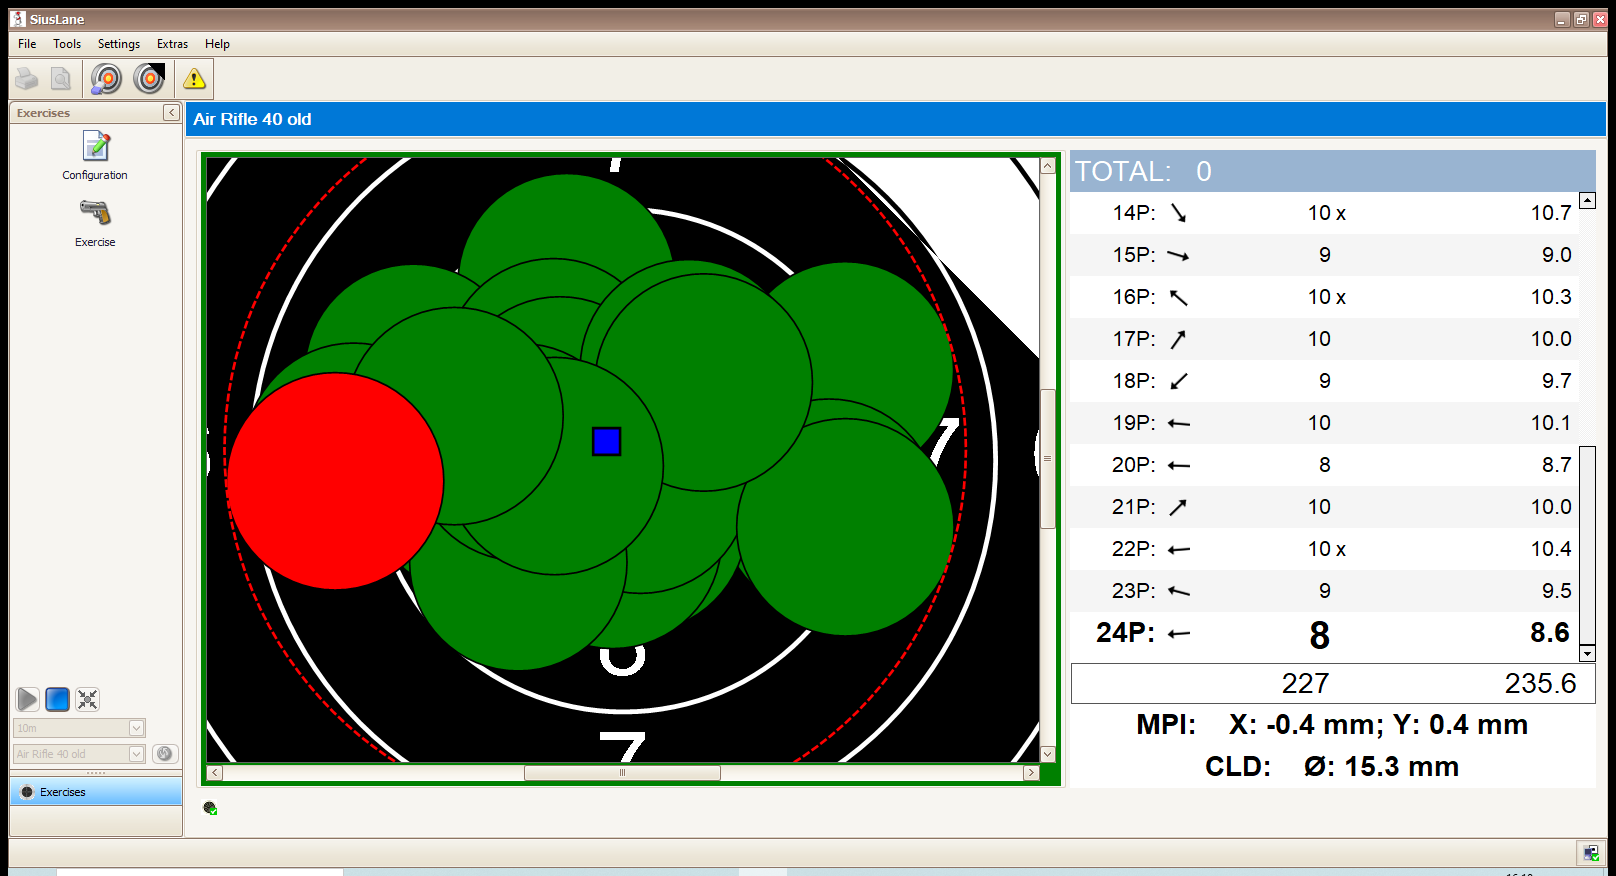 SiusLane
File Tools Settings Extras Help
Exercises
Configuration
Exercise
10m
Air Rifle 40 old
Exercises
Air Rifle 40 old
7
8
7
TOTAL: 0
14P: 10 x 10.7
15P: 9 9.0
16P: 10 x 10.3
17P: 10 10.0
18P: 9 9.7
19P: 10 10.1
20P: 8 8.7
21P: 10 10.0
22P: 10 x 10.4
23P: 9 9.5
24P: 8 8.6
227 235.6
MPI: X: -0.4 mm; Y: 0.4 mm
CLD: Ø: 15.3 mm